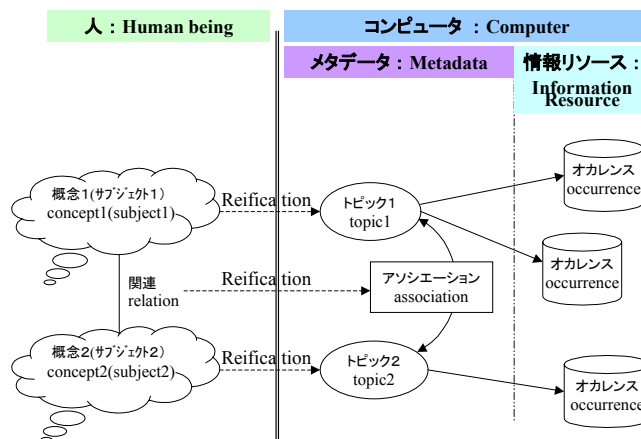 人：Human being
コンピュータ：Computer
メタデータ：Metadata
情報リソース：
Information
Resource
概念１(ｻﾌﾞｼﾞｪｸﾄ１)
concept1(subject1)
Reification
トピック１
topic1
オカレンス
occurrence
オカレンス
occurrence
関連
relation
Reification
アソシエーション
association
概念２(ｻﾌﾞｼﾞｪｸﾄ２)
concept2(subject2)
Reification
トピック２
topic2
オカレンス
occurrence